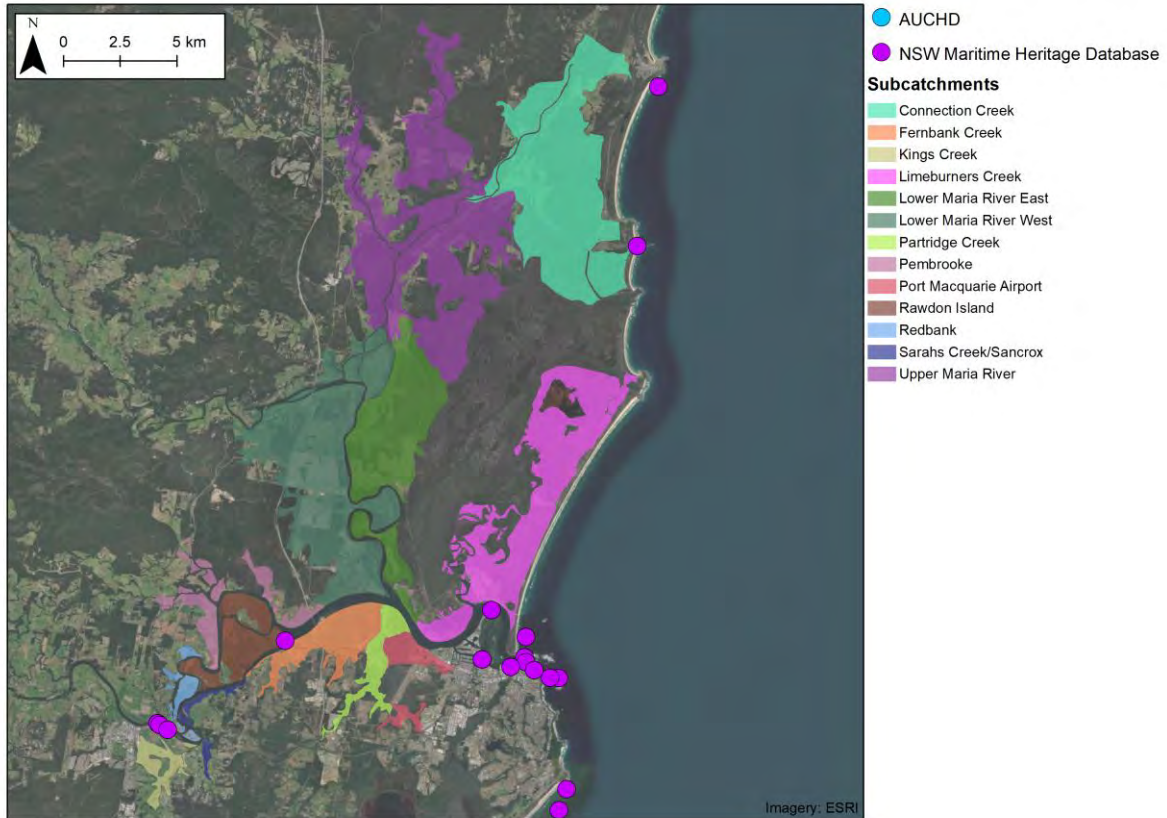 N
0 2.5 5 km
AUCHD
NSW Maritime Heritage Database
Subcatchments
Connection Creek
Fernbank Creek
Kings Creek
Limeburners Creek
Lower Maria River East
Lower Maria River West
Partridge Creek
Pembrooke
Port Macquarie Airport
Rawdon Island
Redbank
Sarahs Creek/Sancrox
Upper Maria River
Imagery: ESRI